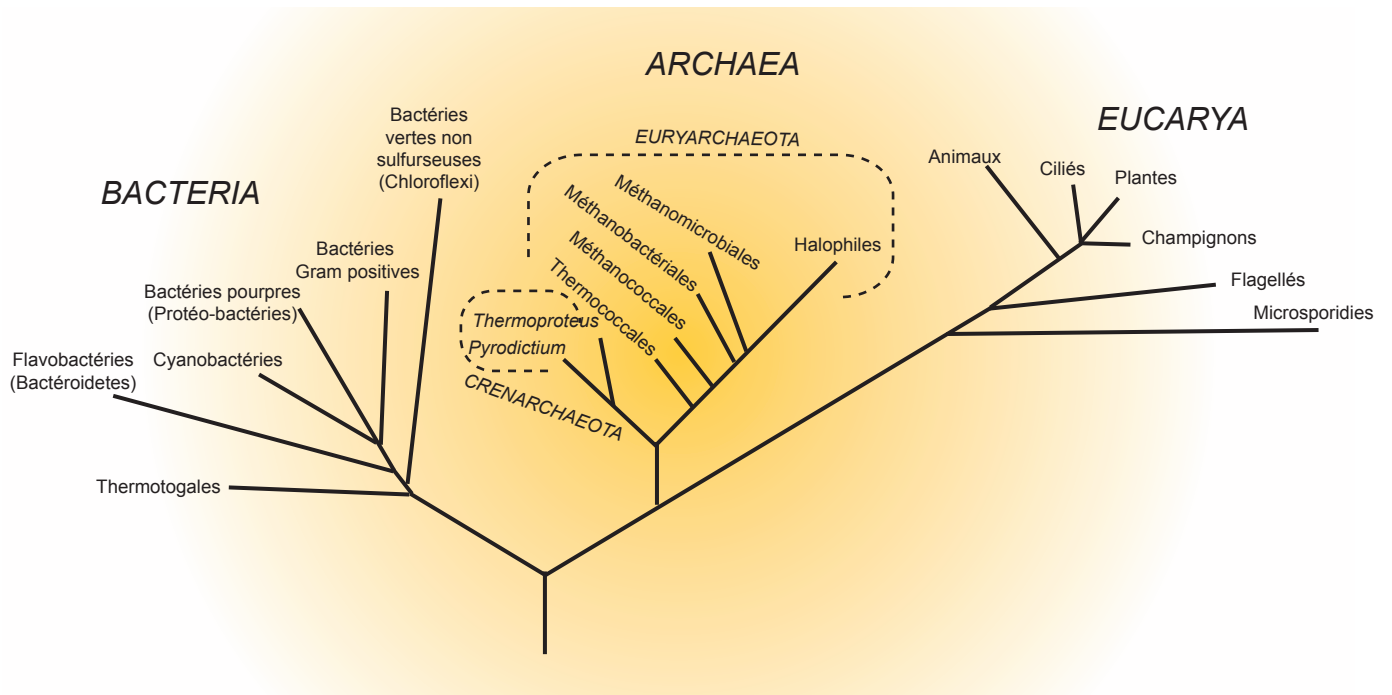 ARCHAEA
EUCARYA
BACTERIA
Bactéries
vertes non
sulfurseuses
(Chloroflexi)
Bactéries
Gram positives
Bactéries pourpres
(Protéo-bactéries)
Cyanobactéries
Flavobactéries
(Bactéroidetes)
Thermotogales
EURYARCHAEOTA
Méthanomicrobiales
Méthanobactériales
Méthanococcales
Thermococcales
Halophiles
Thermoproteus
Pyrodictium
CRENARCHAEOTA
Animaux
Ciliés
Plantes
Champignons
Flagellés
Microsporidies